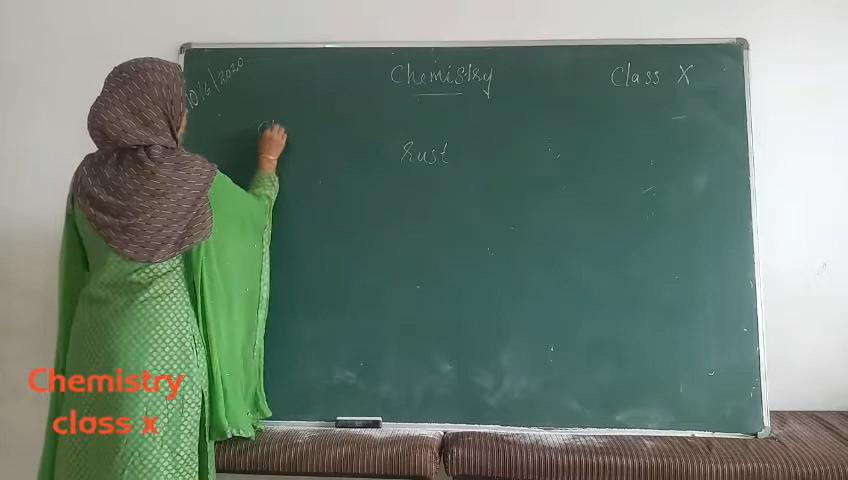 10/6/2020
Chemistry
Class X
rust
Chemistry
class x